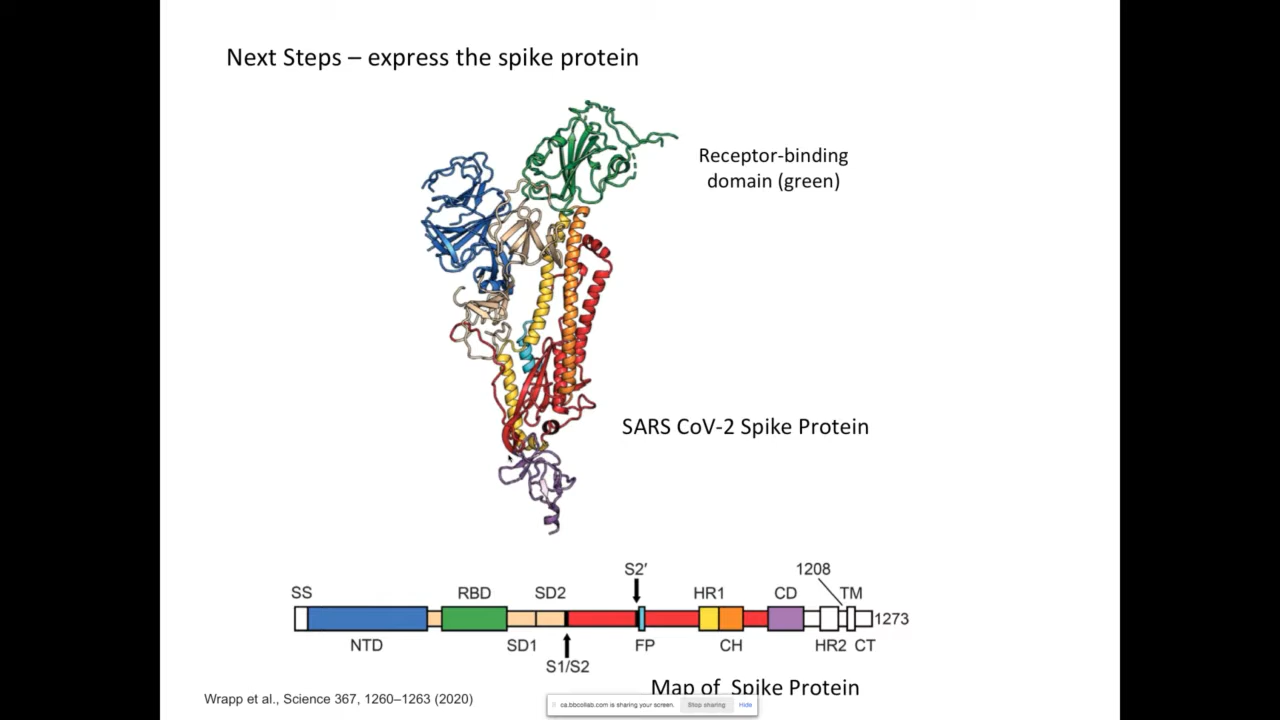 Next Steps – express the spike protein
Receptor-binding
domain (green)
SARS CoV-2 Spike Protein
S2′
1208
SS
RBD
SD2
HR1
CD
TM
1273
NTD
SD1
FP
CH
HR2
CT
S1/S2
Map of Spike Protein
Wrapp et al., Science 367, 1260–1263 (2020)
ca.bbcollab.com is sharing your screen.
Stop sharing
Hide